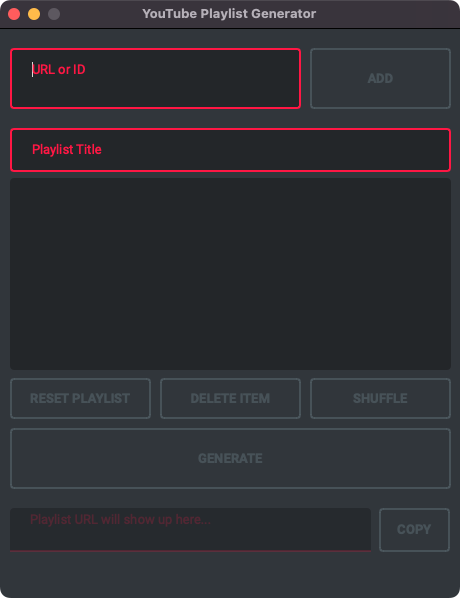 YouTube Playlist Generator
URL or ID
ADD
Playlist Title
RESET PLAYLIST
DELETE ITEM
SHUFFLE
GENERATE
Playlist URL will show up here...
COPY